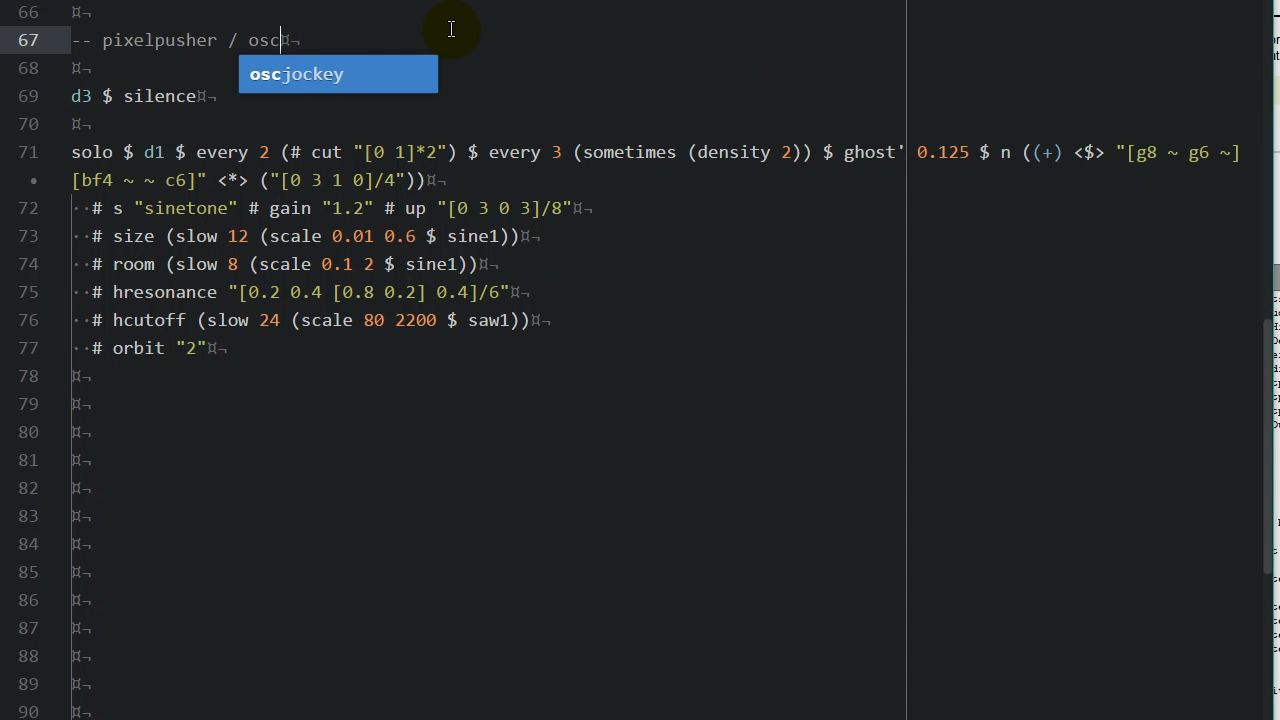 66 ¤¬
67 -- pixelpusher / osc¤¬
oscjockey
68 ¤¬
69 d3 $ silence¤¬
70 ¤¬
71 solo $ d1 $ every 2 (# cut "[0 1]*2") $ every 3 (sometimes (density 2)) $ ghost' 0.125 $ n ((+) <$> "[g8 ~ g6 ~]
• [bf4 ~ ~ c6]" <*> ("[0 3 1 0]/4"))¤¬
72 ··# s "sinetone" # gain "1.2" # up "[0 3 0 3]/8"¤¬
73 ··# size (slow 12 (scale 0.01 0.6 $ sine1))¤¬
74 ··# room (slow 8 (scale 0.1 2 $ sine1))¤¬
75 ··# hresonance "[0.2 0.4 [0.8 0.2] 0.4]/6"¤¬
76 ··# hcutoff (slow 24 (scale 80 2200 $ saw1))¤¬
77 ··# orbit "2"¤¬
78 ¤¬
79 ¤¬
80 ¤¬
81 ¤¬
82 ¤¬
83 ¤¬
84 ¤¬
85 ¤¬
86 ¤¬
87 ¤¬
88 ¤¬
89 ¤¬
90 ¤¬